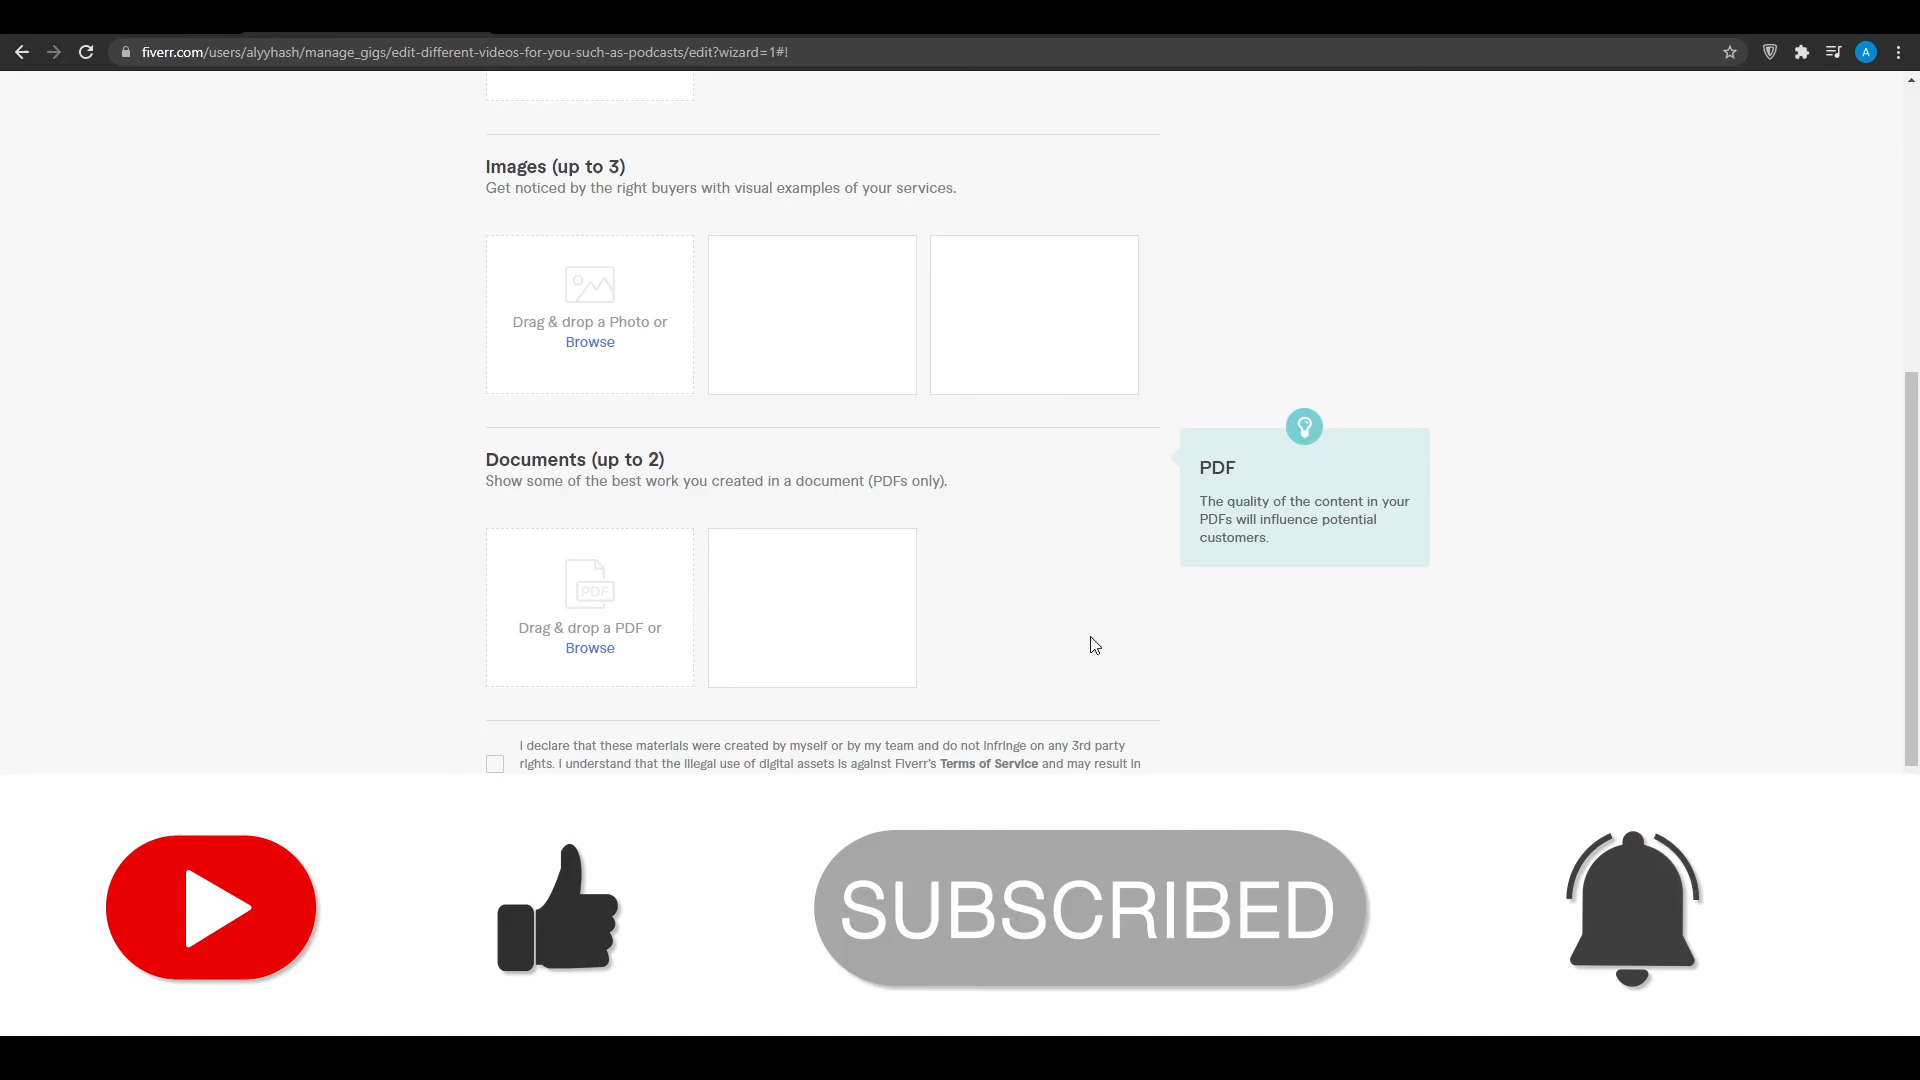 fiverr.com/users/alyyhash/manage_gigs/edit-different-videos-for-you-such-as-podcasts/edit?wizard=1#!
A
Images (up to 3)
Get noticed by the right buyers with visual examples of your services.
Drag & drop a Photo or
Browse
Documents (up to 2)
Show some of the best work you created in a document (PDFs only).
PDF
The quality of the content in your
PDFs will influence potential
customers.
PDF
Drag & drop a PDF or
Browse
I declare that these materials were created by myself or by my team and do not infringe on any 3rd party
rights. I understand that the illegal use of digital assets is against Fiverr's Terms of Service and may result in
SUBSCRIBED